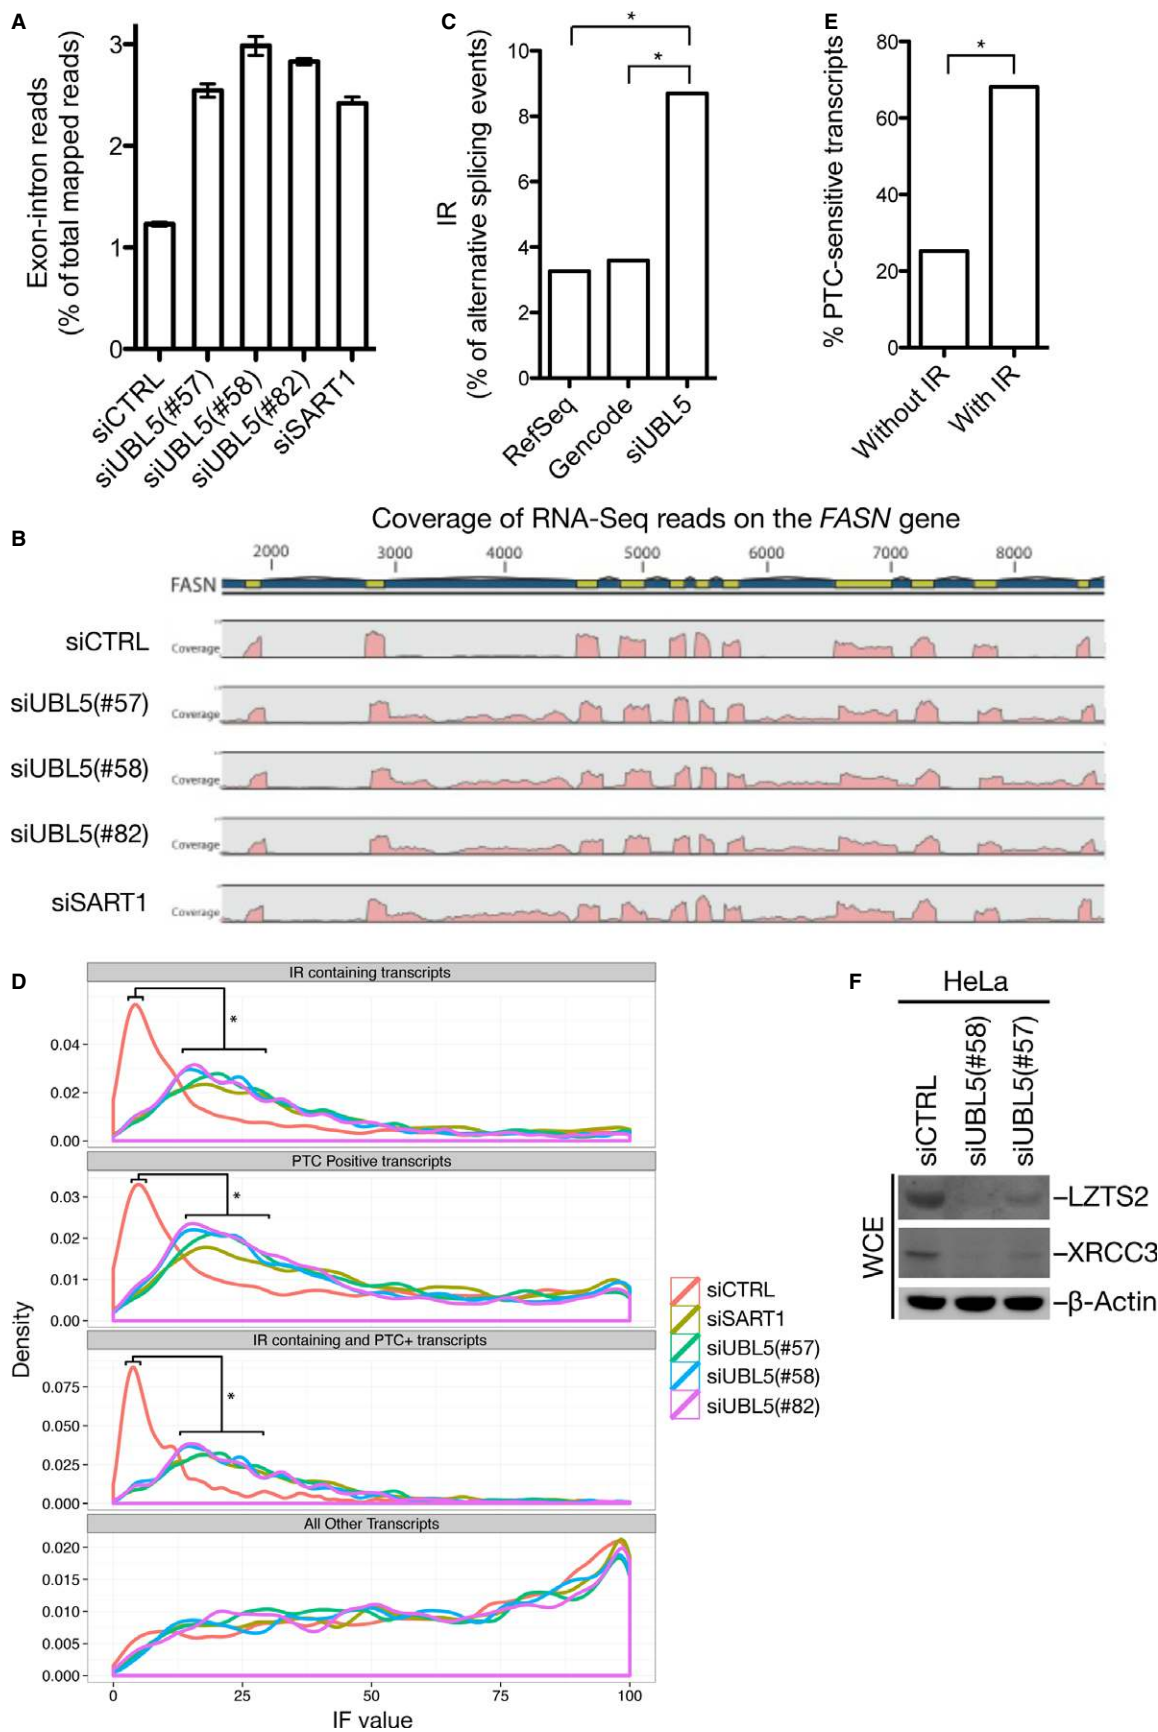 A
Exon-intron reads
(% of total mapped reads)
3
2
1
0
siCTRL
siUBL5(#57)
siUBL5(#58)
siUBL5(#82)
siSART1
C
IR
(% of alternative splicing events)
10
8
6
4
2
0
*
*
RefSeq
Gencode
siUBL5
E
% PTC-sensitive transcripts
80
60
40
20
0
*
Without IR
With IR
B
Coverage of RNA-Seq reads on the FASN gene
2000 3000 4000 5000 6000 7000 8000
FASN
siCTRL Coverage
siUBL5(#57) Coverage
siUBL5(#58) Coverage
siUBL5(#82) Coverage
siSART1 Coverage
D
Density
IR containing transcripts
*
0.04
0.02
0.00
PTC Positive transcripts
*
0.03
0.02
0.01
0.00
IR containing and PTC+ transcripts
*
0.075
0.050
0.025
0.000
All Other Transcripts
0.020
0.015
0.010
0.005
0.000
0 25 50 75 100
IF value
siCTRL
siSART1
siUBL5(#57)
siUBL5(#58)
siUBL5(#82)
F
HeLa
siCTRL
siUBL5(#58)
siUBL5(#57)
WCE
–LZTS2
–XRCC3
–β-Actin